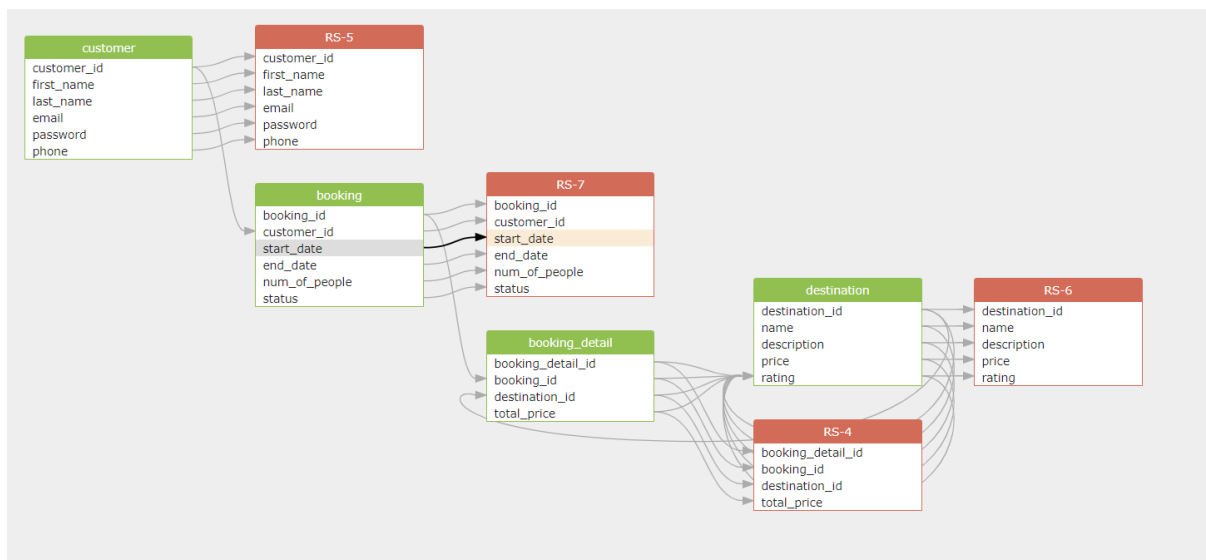 customer
customer_id
first_name
last_name
email
password
phone
RS-5
customer_id
first_name
last_name
email
password
phone
booking
booking_id
customer_id
start_date
end_date
num_of_people
status
RS-7
booking_id
customer_id
start_date
end_date
num_of_people
status
booking_detail
booking_detail_id
booking_id
destination_id
total_price
destination
destination_id
name
description
price
rating
RS-6
destination_id
name
description
price
rating
RS-4
booking_detail_id
booking_id
destination_id
total_price